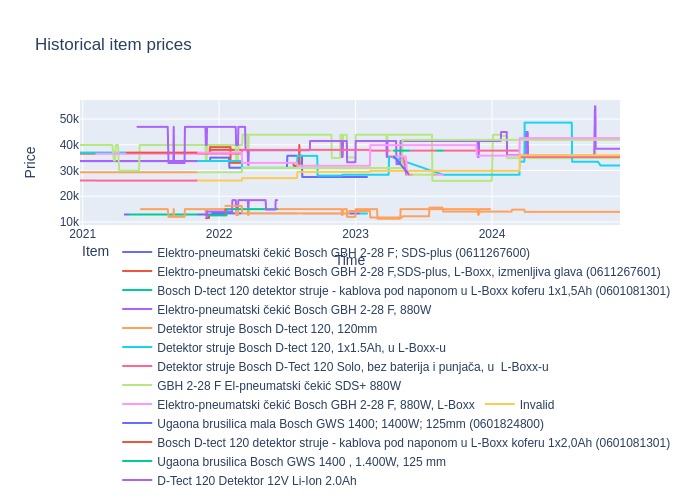 Historical item prices
50k
40k
30k
20k
10k
Price
2021
2022
2023
2024
Time
Item
Elektro-pneumatski čekić Bosch GBH 2-28 F; SDS-plus (0611267600)
Elektro-pneumatski čekić Bosch GBH 2-28 F,SDS-plus, L-Boxx, izmenljiva glava (0611267601)
Bosch D-tect 120 detektor struje - kablova pod naponom u L-Boxx koferu 1x1,5Ah (0601081301)
Elektro-pneumatski čekić Bosch GBH 2-28 F, 880W
Detektor struje Bosch D-tect 120, 120mm
Detektor struje Bosch D-tect 120, 1x1.5Ah, u L-Boxx-u
Detektor struje Bosch D-Tect 120 Solo, bez baterija i punjača, u L-Boxx-u
GBH 2-28 F El-pneumatski čekić SDS+ 880W
Elektro-pneumatski čekić Bosch GBH 2-28 F, 880W, L-Boxx Invalid
Ugaona brusilica mala Bosch GWS 1400; 1400W; 125mm (0601824800)
Bosch D-tect 120 detektor struje - kablova pod naponom u L-Boxx koferu 1x2,0Ah (0601081301)
Ugaona brusilica Bosch GWS 1400 , 1.400W, 125 mm
D-Tect 120 Detektor 12V Li-Ion 2.0Ah